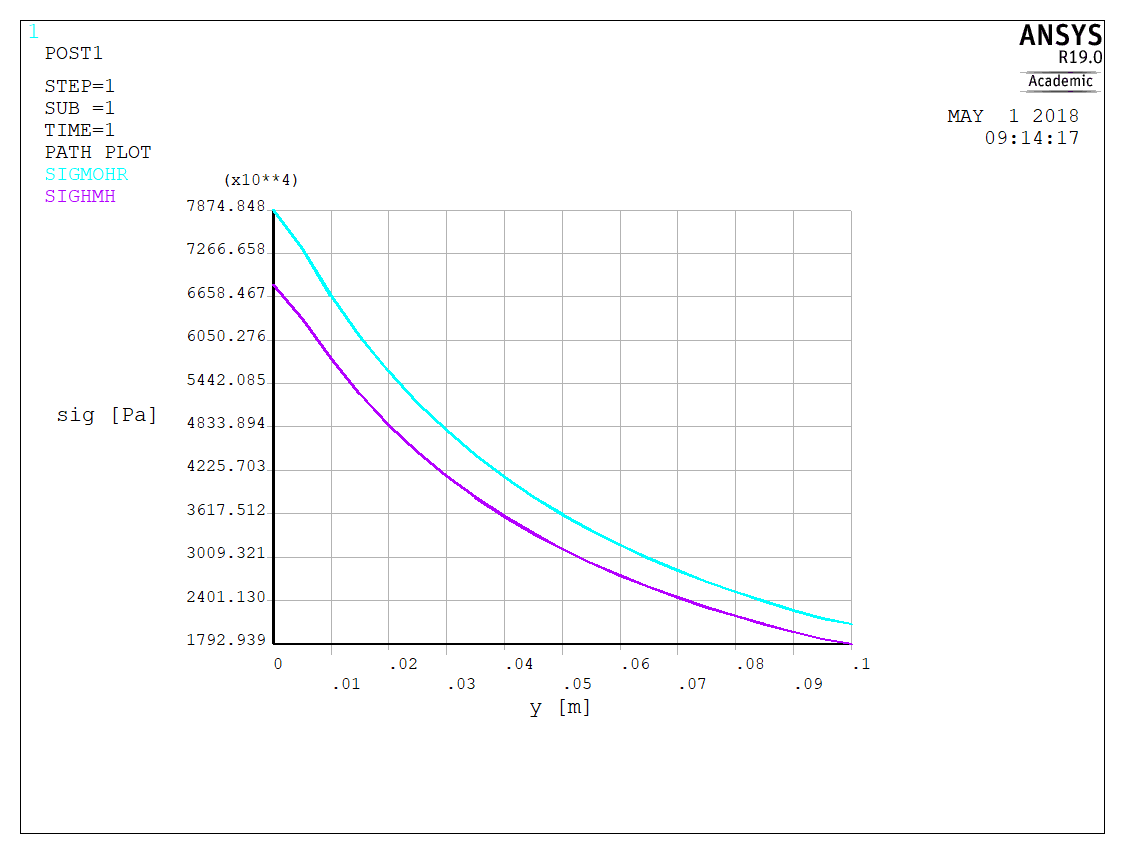 1
POST1
STEP=1
SUB =1
TIME=1
PATH PLOT
SIGMOHR
SIGHMH
ANSYS
R19.0
Academic
MAY  1 2018
09:14:17
(x10**4)
7874.848
7266.658
6658.467
6050.276
5442.085
4833.894
4225.703
3617.512
3009.321
2401.130
1792.939
sig [Pa]
0 .02 .04 .06 .08 .1
.01 .03 .05 .07 .09
y [m]